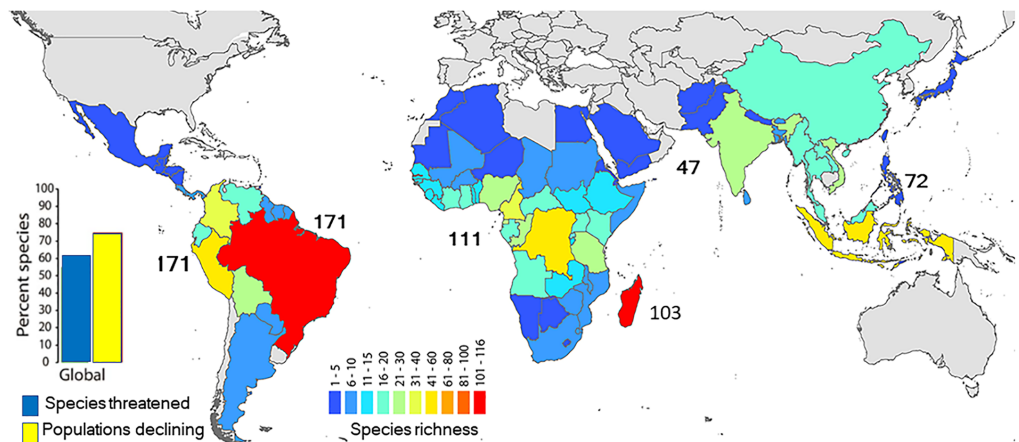 47
72
171
171
111
103
100
90
80
70
60
50
40
30
20
10
0
Percent species
Global
Species threatened
Populations declining
1 - 5
6 - 10
11 - 15
16 - 20
21 - 30
31 - 40
41 - 60
61 - 80
81 - 100
101 - 116
Species richness